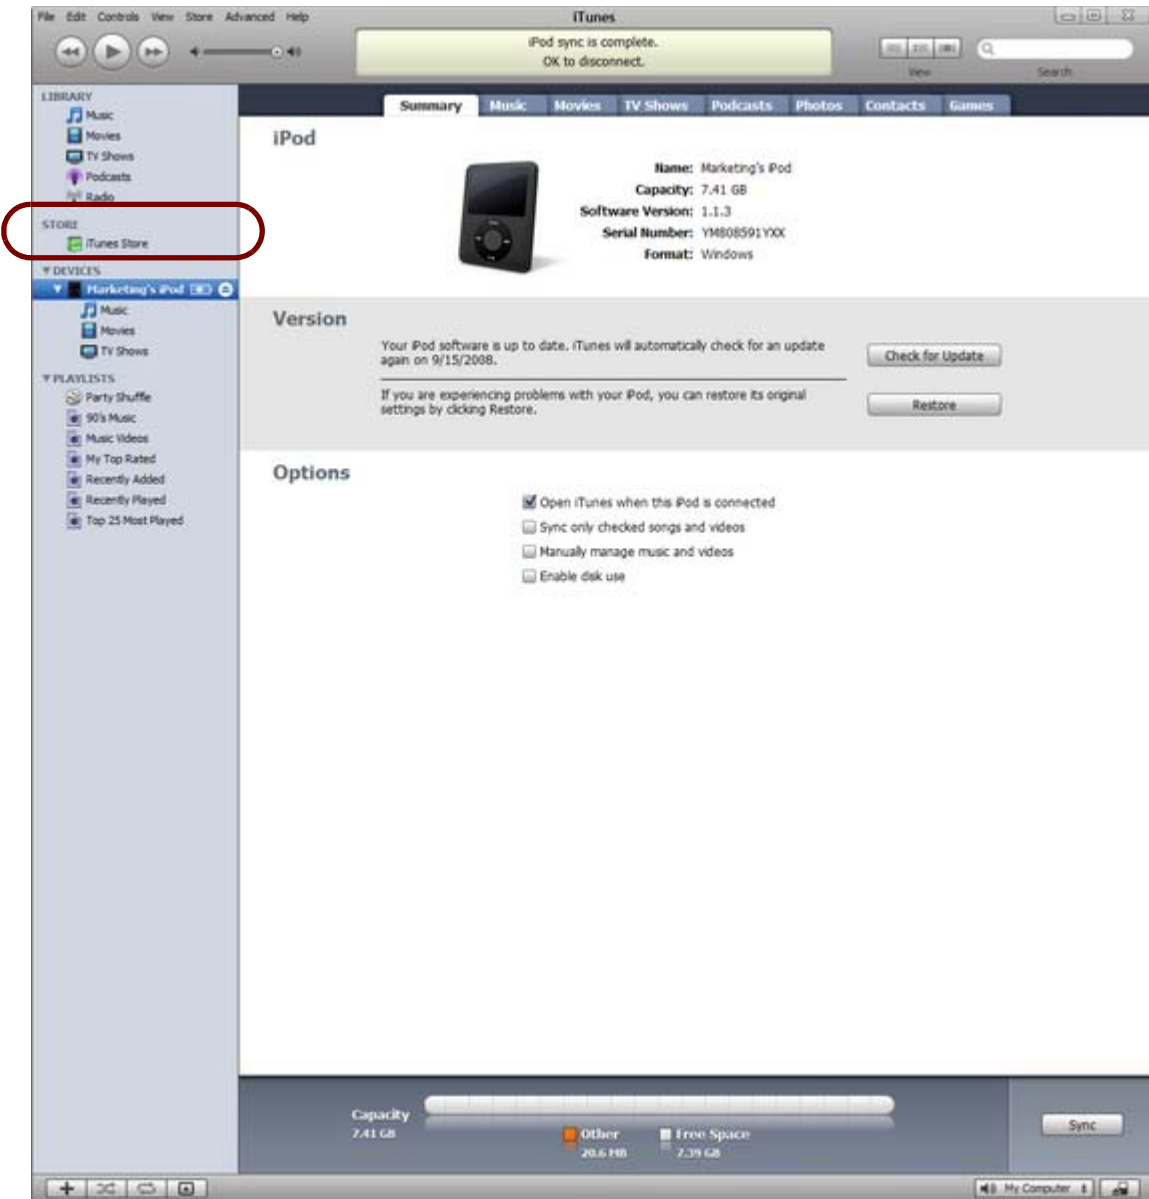 File Edit Controls View Store Advanced Help
iTunes
iPod sync is complete.
OK to disconnect.
View
Search
LIBRARY
Music
Movies
TV Shows
Podcasts
Radio
STORE
iTunes Store
DEVICES
Marketing's iPod
Music
Movies
TV Shows
PLAYLISTS
Party Shuffle
90's Music
Music Videos
My Top Rated
Recently Added
Recently Played
Top 25 Most Played
Summary Music Movies TV Shows Podcasts Photos Contacts Games
iPod
Name: Marketing's iPod
Capacity: 7.41 GB
Software Version: 1.1.3
Serial Number: YM808591YXX
Format: Windows
Version
Your iPod software is up to date. iTunes will automatically check for an update
again on 9/15/2008.
Check for Update
If you are experiencing problems with your iPod, you can restore its original
settings by clicking Restore.
Restore
Options
Open iTunes when this iPod is connected
Sync only checked songs and videos
Manually manage music and videos
Enable disk use
Capacity
7.41 GB
Other
20.6 MB
Free Space
7.39 GB
Sync
My Computer